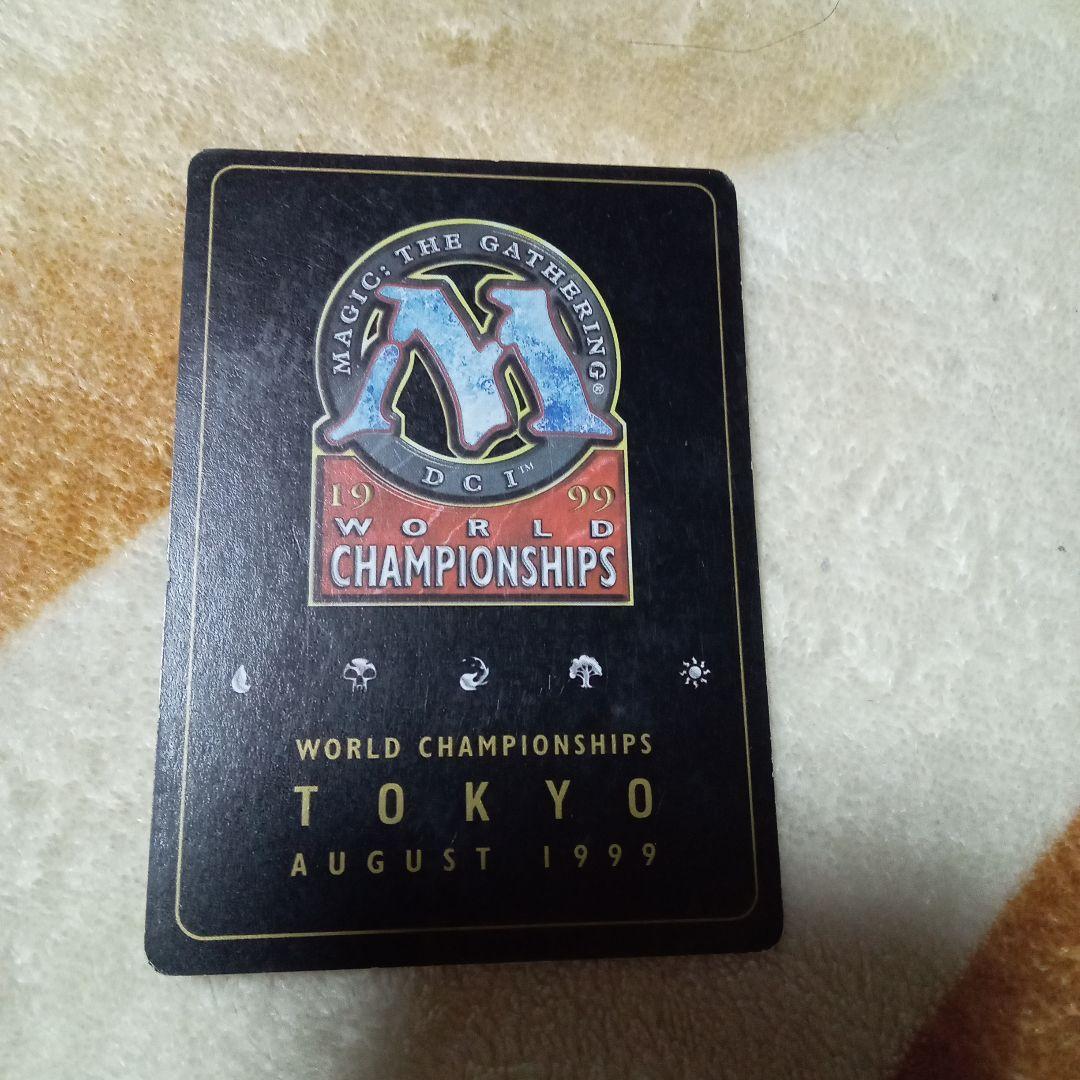 MAGIC: THE GATHERING®
DCI™
19 99
WORLD
CHAMPIONSHIPS
WORLD CHAMPIONSHIPS
TOKYO
AUGUST 1999